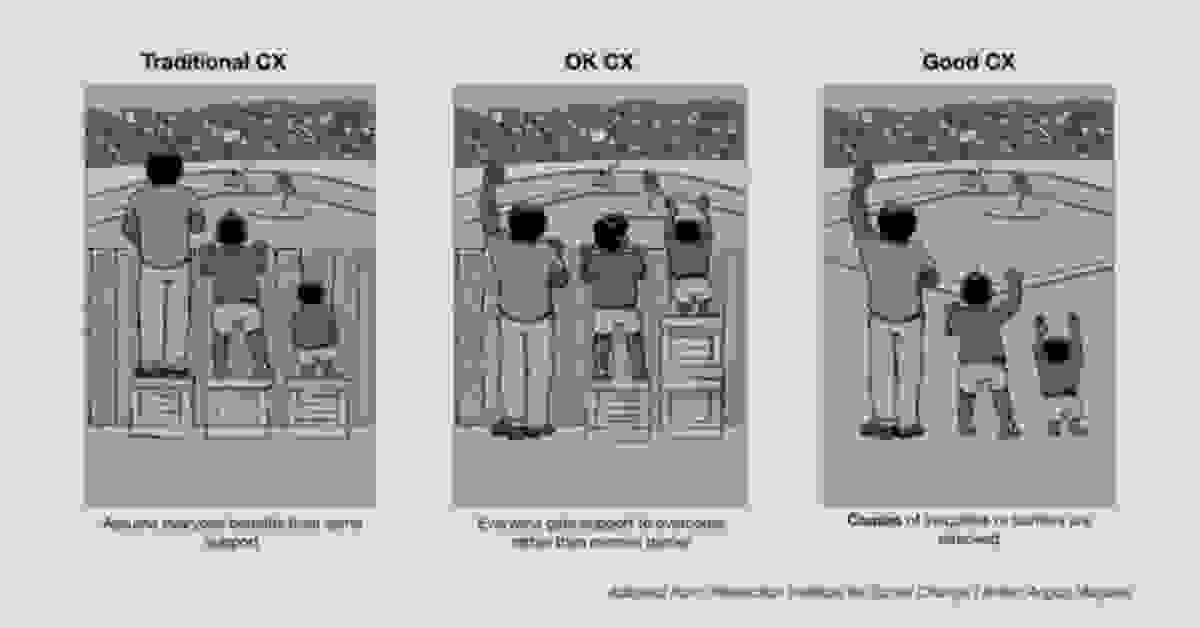 Traditional CX
OK CX
Good CX
Assume everyone benefits from same
support
Everyone gets support to overcome
rather than remove barrier
Causes of inequities or barriers are
removed
Adapted from: Interaction Institute for Social Change | Artist: Angus Maguire